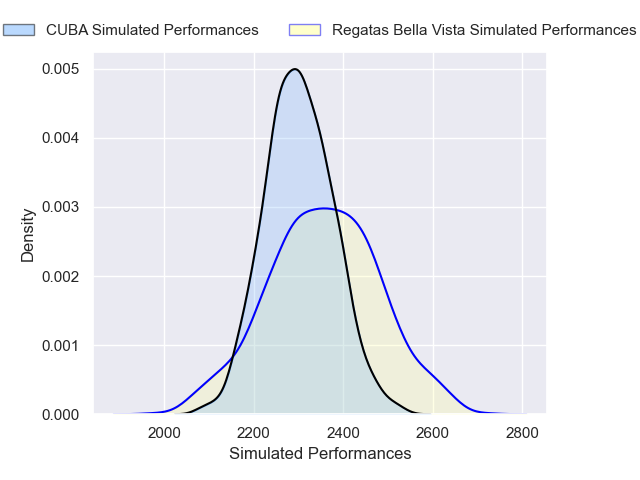 CUBA Simulated Performances
Regatas Bella Vista Simulated Performances
0.005
0.004
0.003
0.002
0.001
0.000
Density
2000 2200 2400 2600 2800
Simulated Performances